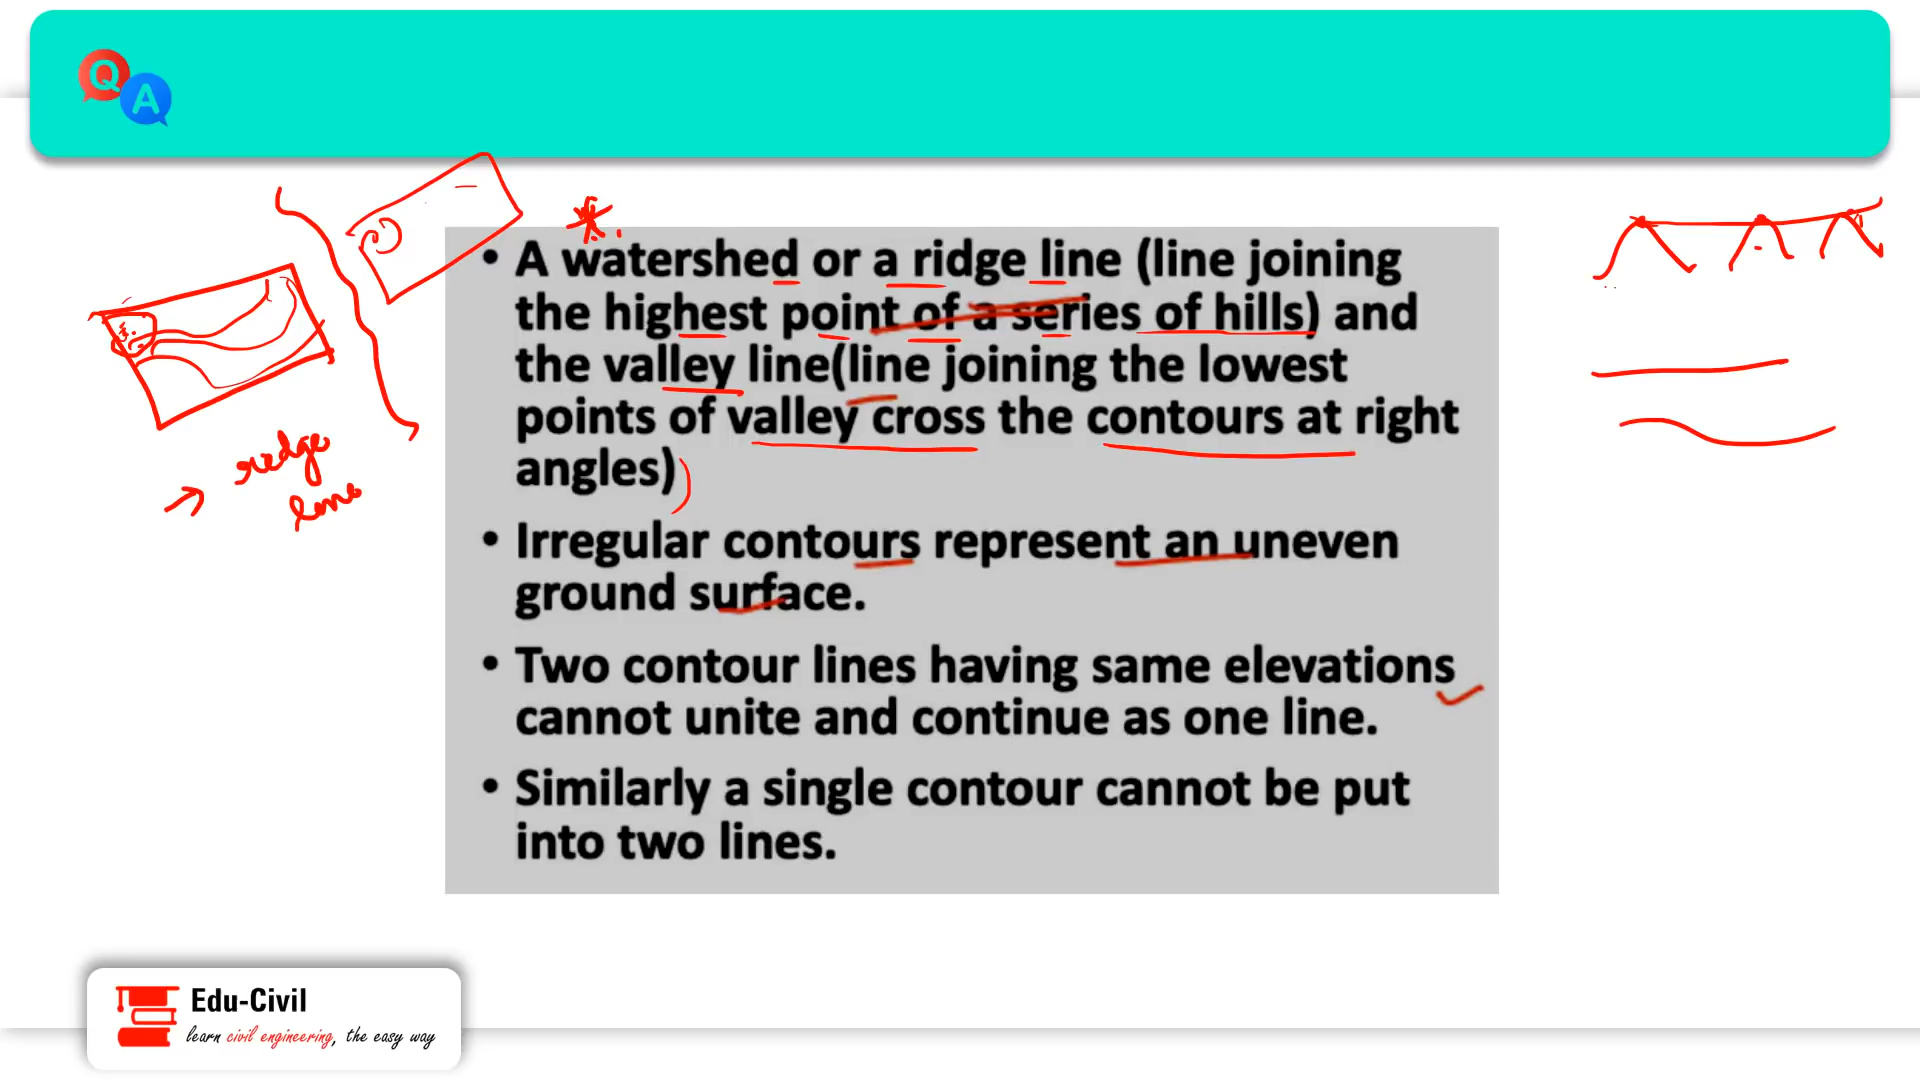 Q
A
• A watershed or a ridge line (line joining
the highest point of a series of hills) and
the valley line(line joining the lowest
points of valley cross the contours at right
angles)
• Irregular contours represent an uneven
ground surface.
• Two contour lines having same elevations
cannot unite and continue as one line.
• Similarly a single contour cannot be put
into two lines.
→ ridge
line
Edu-Civil
learn civil engineering, the easy way